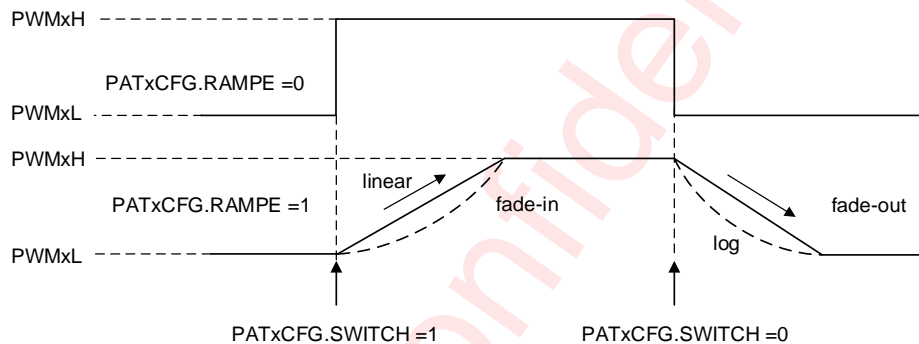 PWMxH
PATxCFG.RAMPE =0
PWMxL
PWMxH
linear
PATxCFG.RAMPE =1
fade-in
fade-out
log
PWMxL
PATxCFG.SWITCH =1
PATxCFG.SWITCH =0